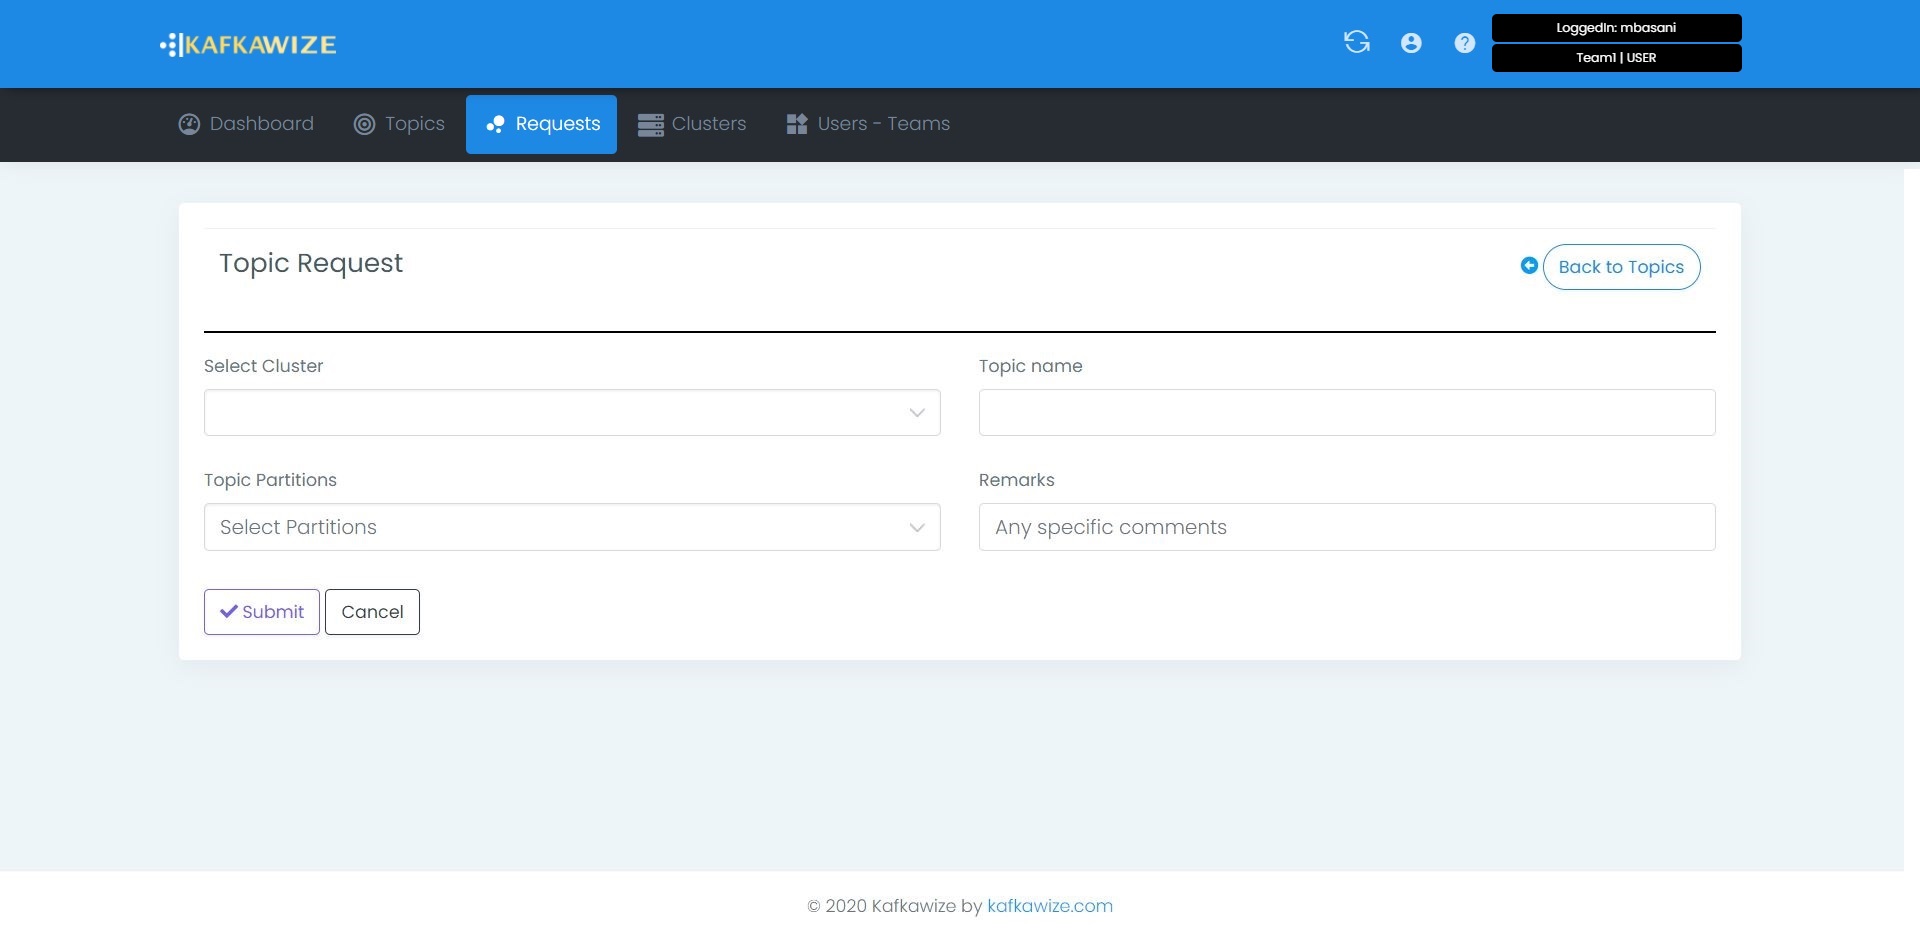 KAFKAWIZE
LoggedIn: mbasani
Team1 | USER
Dashboard
Topics
Requests
Clusters
Users - Teams
Topic Request
Back to Topics
Select Cluster
Topic name
Topic Partitions
Remarks
Select Partitions
Any specific comments
Submit
Cancel
© 2020 Kafkawize by kafkawize.com